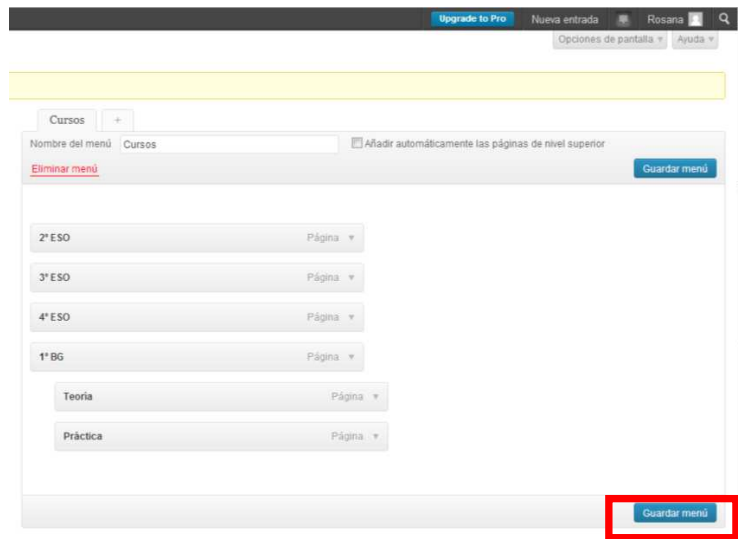 Upgrade to Pro Nueva entrada Rosana
Opciones de pantalla Ayuda
Cursos +
Nombre del menú Cursos Añadir automáticamente las páginas de nivel superior
Eliminar menú Guardar menú
2º ESO Página
3º ESO Página
4º ESO Página
1º BG Página
Teoría Página
Práctica Página
Guardar menú